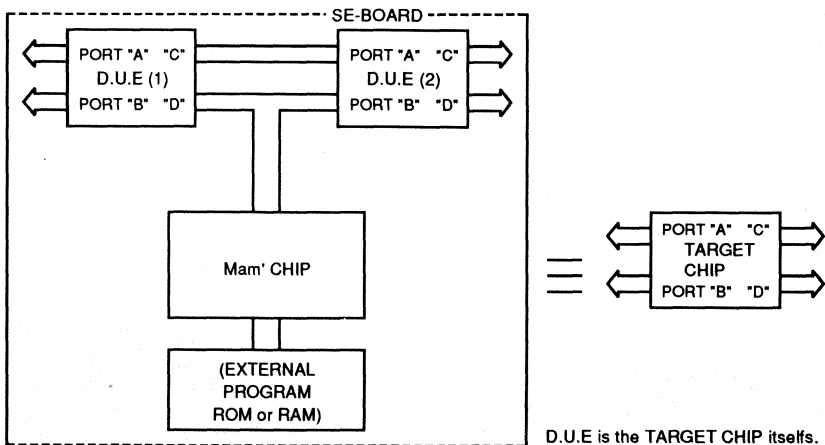 SE-BOARD
PORT "A" "C"
D.U.E (1)
PORT "B" "D"
PORT "A" "C"
D.U.E (2)
PORT "B" "D"
Mam' CHIP
(EXTERNAL
PROGRAM
ROM or RAM)
PORT "A" "C"
TARGET
CHIP
PORT "B" "D"
D.U.E is the TARGET CHIP itselfs.